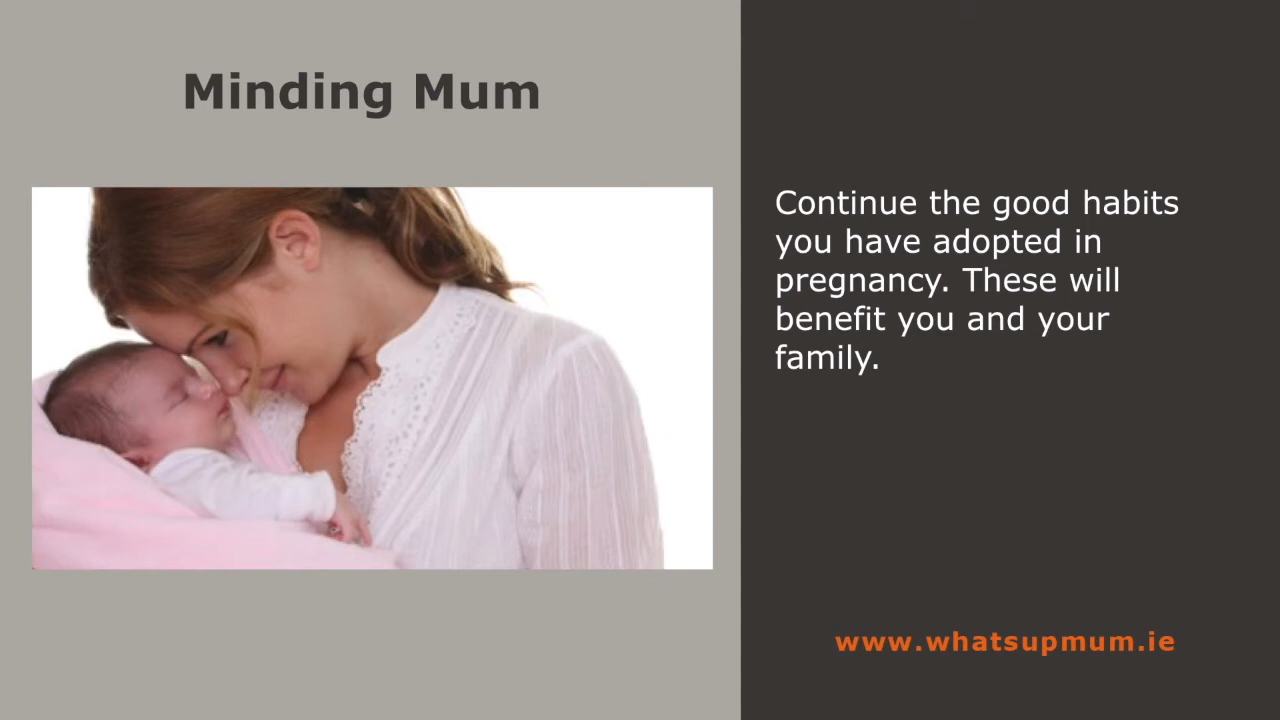 Minding Mum
Continue the good habits
you have adopted in
pregnancy. These will
benefit you and your
family.
www.whatsupmum.ie